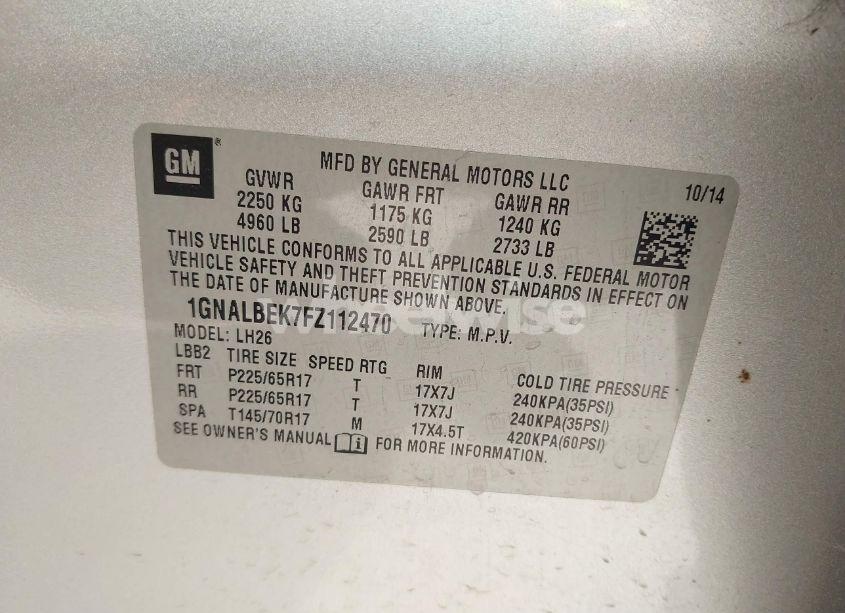 GM®
MFD BY GENERAL MOTORS LLC 10/14
GVWR GAWR FRT GAWR RR
2250 KG 1175 KG 1240 KG
4960 LB 2590 LB 2733 LB
THIS VEHICLE CONFORMS TO ALL APPLICABLE U.S. FEDERAL MOTOR
VEHICLE SAFETY AND THEFT PREVENTION STANDARDS IN EFFECT ON
THE DATE OF MANUFACTURE SHOWN ABOVE.
1GNALBEK7FZ112470 TYPE: M.P.V.
MODEL: LH26
LBB2 TIRE SIZE SPEED RTG RIM COLD TIRE PRESSURE
FRT P225/65R17 T 17X7J 240KPA(35PSI)
RR P225/65R17 T 17X7J 240KPA(35PSI)
SPA T145/70R17 M 17X4.5T 420KPA(60PSI)
SEE OWNER'S MANUAL i FOR MORE INFORMATION.